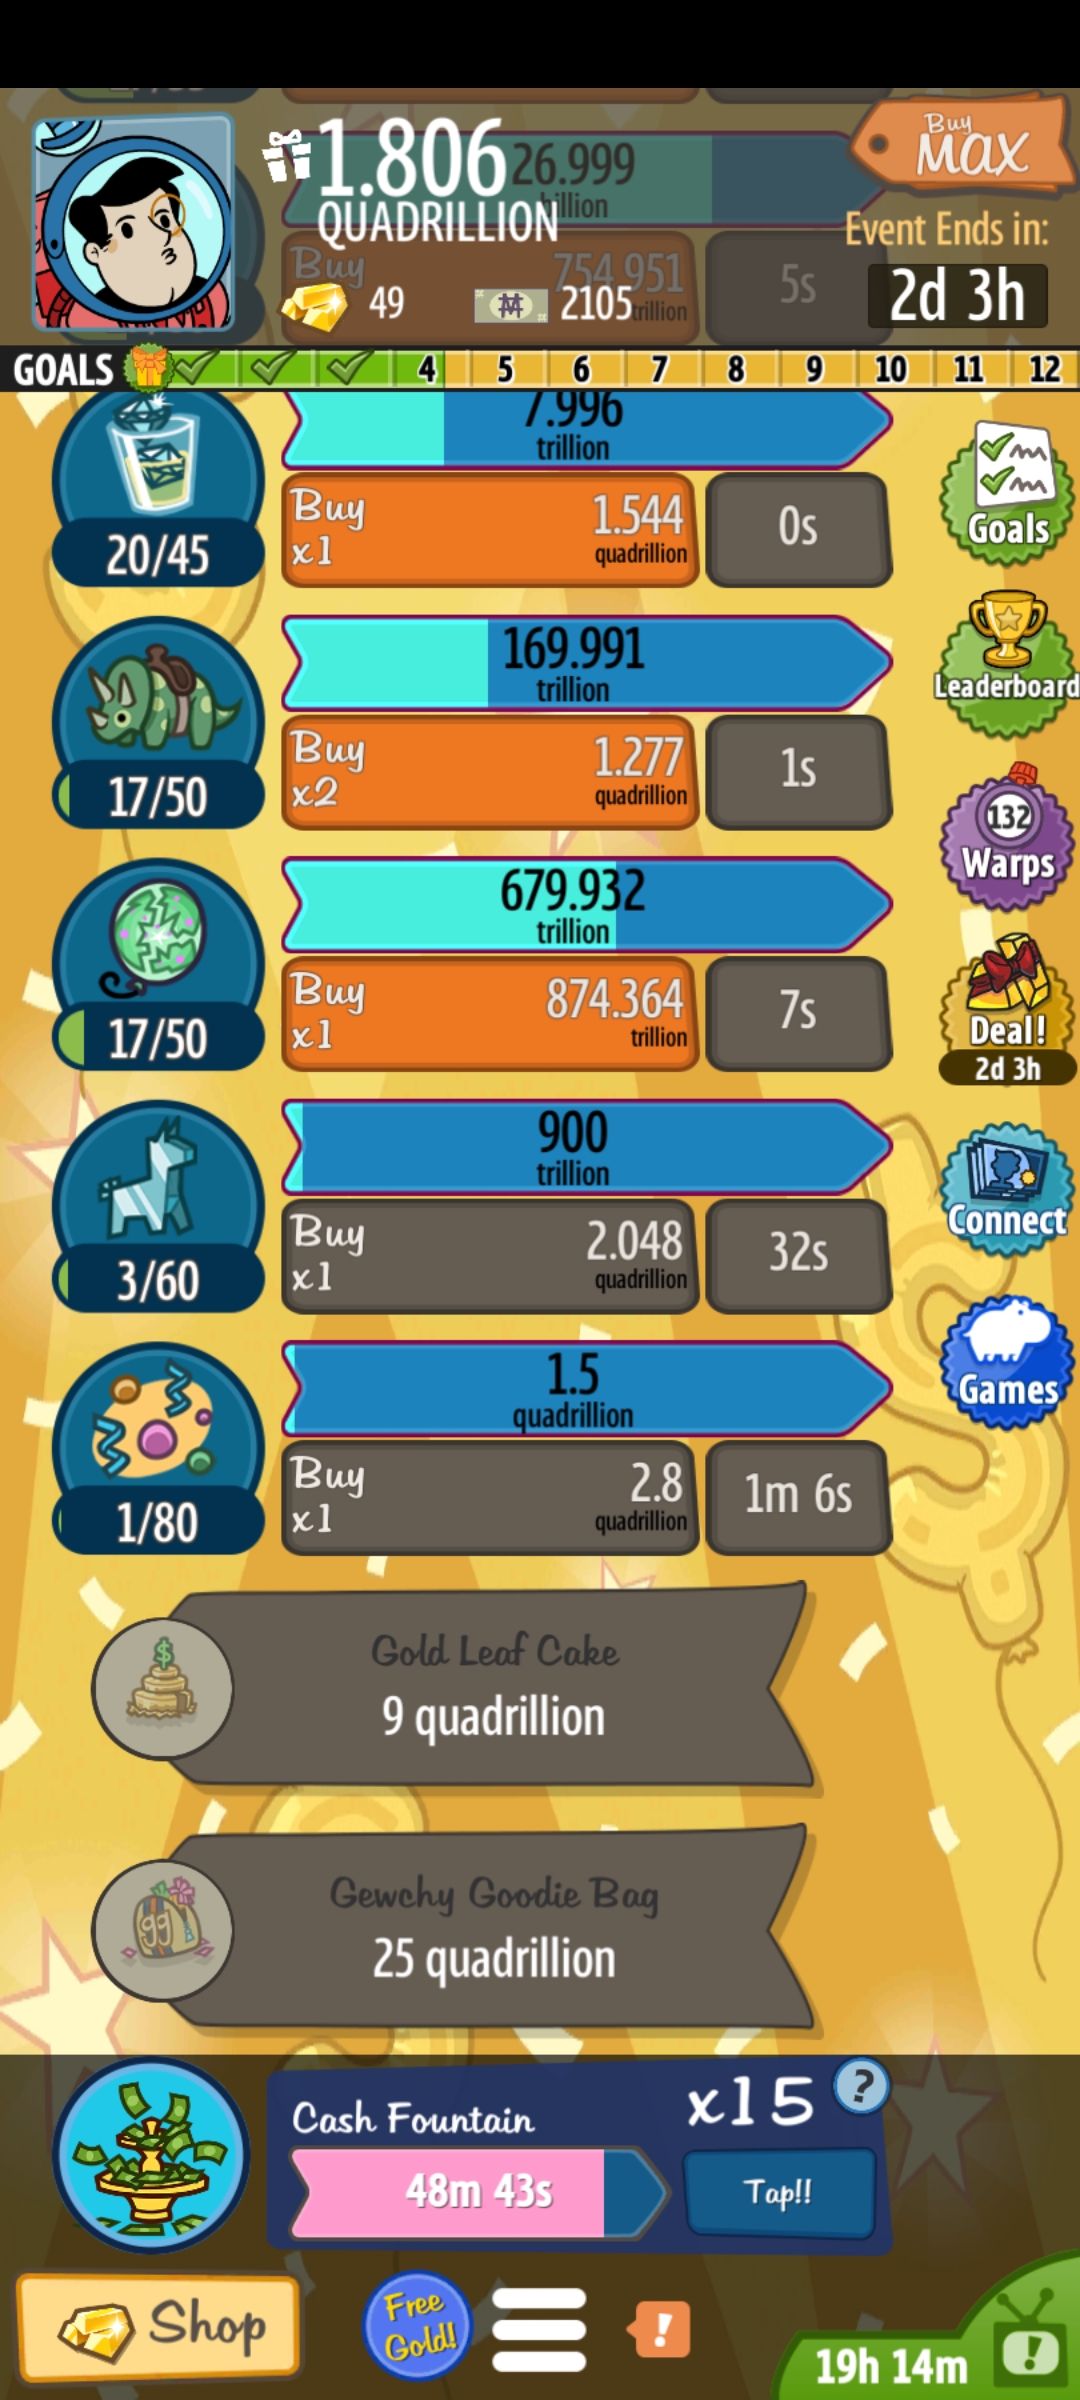 1.806
26.999
QUADRILLION
billion
Buy
MAX
Event Ends in:
2d 3h
Buy
754.951
trillion
5s
49
2105
GOALS 4 5 6 7 8 9 10 11 12
7.996
trillion
20/45
Buy
x1
1.544
quadrillion
0s
Goals
169.991
trillion
17/50
Buy
x2
1.277
quadrillion
1s
Leaderboard
132
Warps
679.932
trillion
17/50
Buy
x1
874.364
trillion
7s
Deal!
2d 3h
900
trillion
3/60
Buy
x1
2.048
quadrillion
32s
Connect
1.5
quadrillion
1/80
Buy
x1
2.8
quadrillion
1m 6s
Games
$
Gold Leaf Cake
9 quadrillion
gg
Gewchy Goodie Bag
25 quadrillion
Cash Fountain
x15
?
48m 43s
Tap!!
Shop
Free
Gold!
!
19h 14m
!